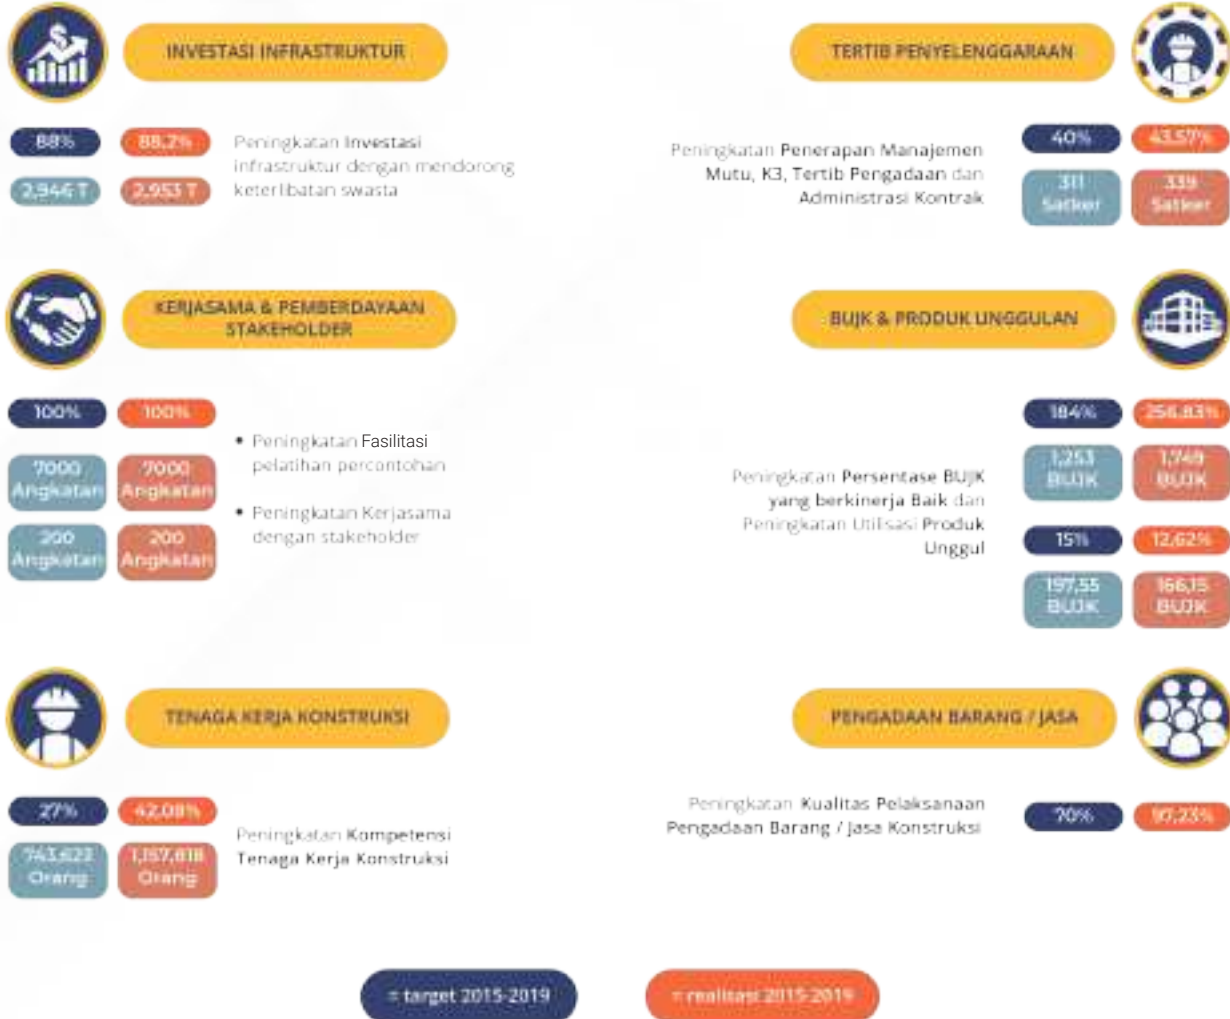 INVESTASI INFRASTRUKTUR
88% 88,2%
2,946 T 2,953 T
Peningkatan Investasi
infrastruktur dengan mendorong
keterlibatan swasta
TERTIB PENYELENGGARAAN
Peningkatan Penerapan Manajemen
Mutu, K3, Tertib Pengadaan dan
Administrasi Kontrak
40% 43,57%
311 339
Satker Satker
KERJASAMA & PEMBERDAYAAN
STAKEHOLDER
100% 100%
7000 7000
Angkatan Angkatan
200 200
Angkatan Angkatan
• Peningkatan Fasilitasi
pelatihan percontohan
• Peningkatan Kerjasama
dengan stakeholder
BUJK & PRODUK UNGGULAN
Peningkatan Persentase BUJK
yang berkinerja Baik dan
Peningkatan Utilisasi Produk
Unggul
184% 256,83%
1,253 1,749
BUJK BUJK
15% 12,62%
197,55 166,15
BUJK BUJK
TENAGA KERJA KONSTRUKSI
27% 42,08%
743,622 1,157,818
Orang Orang
Peningkatan Kompetensi
Tenaga Kerja Konstruksi
PENGADAAN BARANG / JASA
Peningkatan Kualitas Pelaksanaan
Pengadaan Barang / Jasa Konstruksi
70% 97,23%
= target 2015-2019
= realisasi 2015-2019